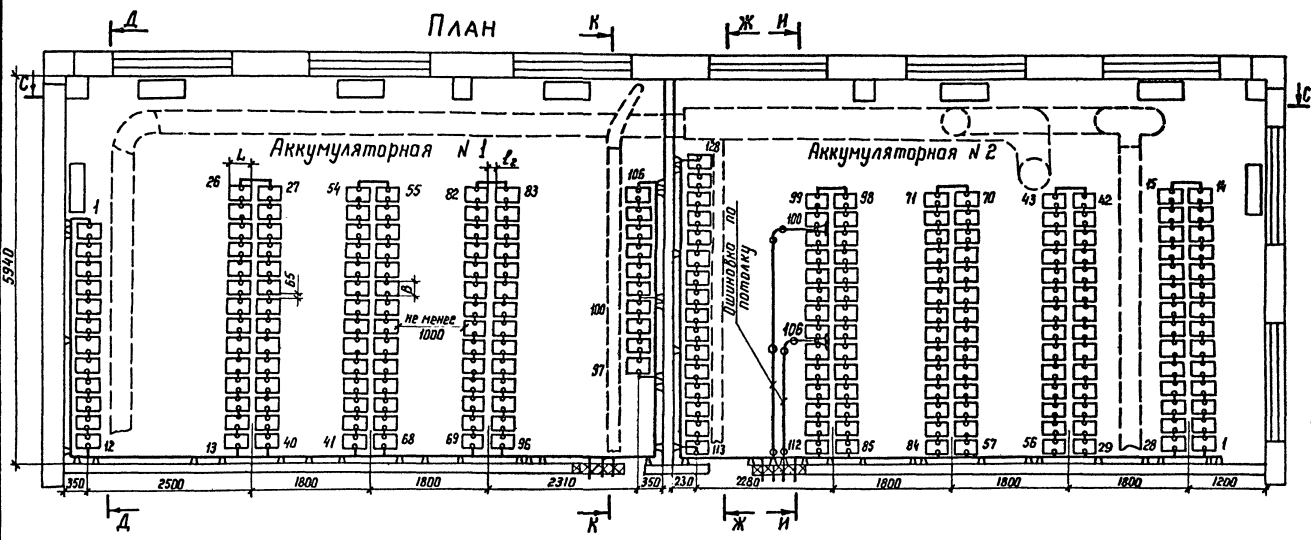 План
Д
К
Ж И
С
С
Аккумуляторная N 1
Аккумуляторная N 2
L
l₂
26 27 54 55 82 83 106 128
99 98 71 70 43 42 15 14
1
100
5940
65
В
не менее
1000
Ошиновка по
потолку
100
106
97
12 13 40 41 68 69 96
113 112 85 84 57 56 29 28 1
350 2500 1800 1800 2310 350 230 2280 1800 1800 1800 1200
Д
К
Ж И